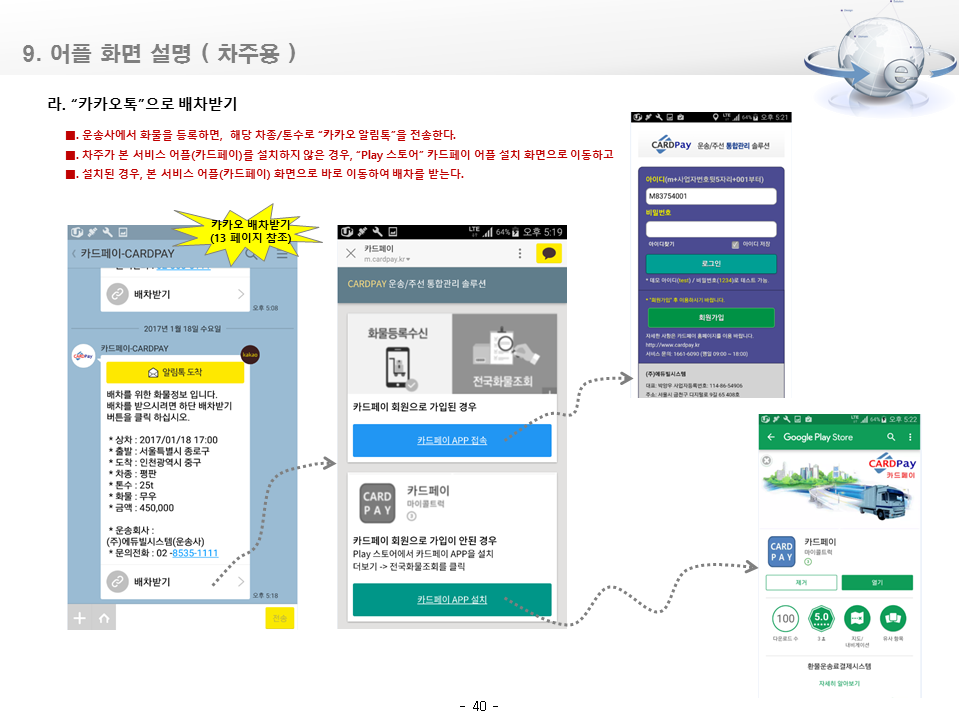 9. 어플 화면 설명 ( 차주용 )
라. “카카오톡”으로 배차받기
■. 운송사에서 화물을 등록하면, 해당 차종/톤수로 “카카오 알림톡”을 전송한다.
■. 차주가 본 서비스 어플(카드페이)를 설치하지 않은 경우, “Play 스토어” 카드페이 어플 설치 화면으로 이동하고
■. 설치된 경우, 본 서비스 어플(카드페이) 화면으로 바로 이동하여 배차를 받는다.
카카오 배차받기
(13 페이지 참조)
카드페이-CARDPAY
배차받기
오후 5:08
2017년 1월 18일 수요일
카드페이-CARDPAY
CARDPay
kakao
알림톡 도착
배차를 위한 화물정보 입니다.
배차를 받으시려면 하단 배차받기
버튼을 클릭 하십시오.
* 상차 : 2017/01/18 17:00
* 출발 : 서울특별시 종로구
* 도착 : 인천광역시 중구
* 차종 : 평판
* 톤수 : 25t
* 화물 : 무우
* 금액 : 450,000
* 운송회사 :
(주)에듀빌시스템(운송사)
* 문의전화 : 02 -8535-1111
배차받기
오후 5:18
전송
LTE 64% 오후 5:19
카드페이
m.cardpay.kr
CARDPAY 운송/주선 통합관리 솔루션
화물등록수신
전국화물조회
카드페이 회원으로 가입된 경우
카드페이 APP 접속
CARD
PAY
카드페이
마이콜트럭
3
카드페이 회원으로 가입이 안된 경우
Play 스토어에서 카드페이 APP을 설치
더보기 -> 전국화물조회를 클릭
카드페이 APP 설치
LTE 64% 오후 5:21
CARDPay 운송/주선 통합관리 솔루션
아이디(m+사업자번호뒷5자리+001부터)
M83754001
비밀번호
아이디찾기
아이디 저장
로그인
* 데모 아이디(test) / 비밀번호(1234)로 테스트 가능.
* "회원가입" 후 이용하시기 바랍니다.
회원가입
자세한 사항은 카드페이 홈페이지를 이용 바랍니다.
http://www.cardpay.kr
서비스 문의: 1661-6090 (평일 09:00 ~ 18:00)
(주)에듀빌시스템
대표: 박양우 사업자등록번호: 114-86-54906
주소: 서울시 금천구 디지털로 9길 65 408호
LTE 64% 오후 5:22
Google Play Store
CARDPay
카드페이
CARD
PAY
카드페이
마이콜트럭
3
제거
열기
100
5.0
다운로드 수
1
지도/
내비게이션
유사 항목
환물운송료결제시스템
자세히 알아보기
- 40 -